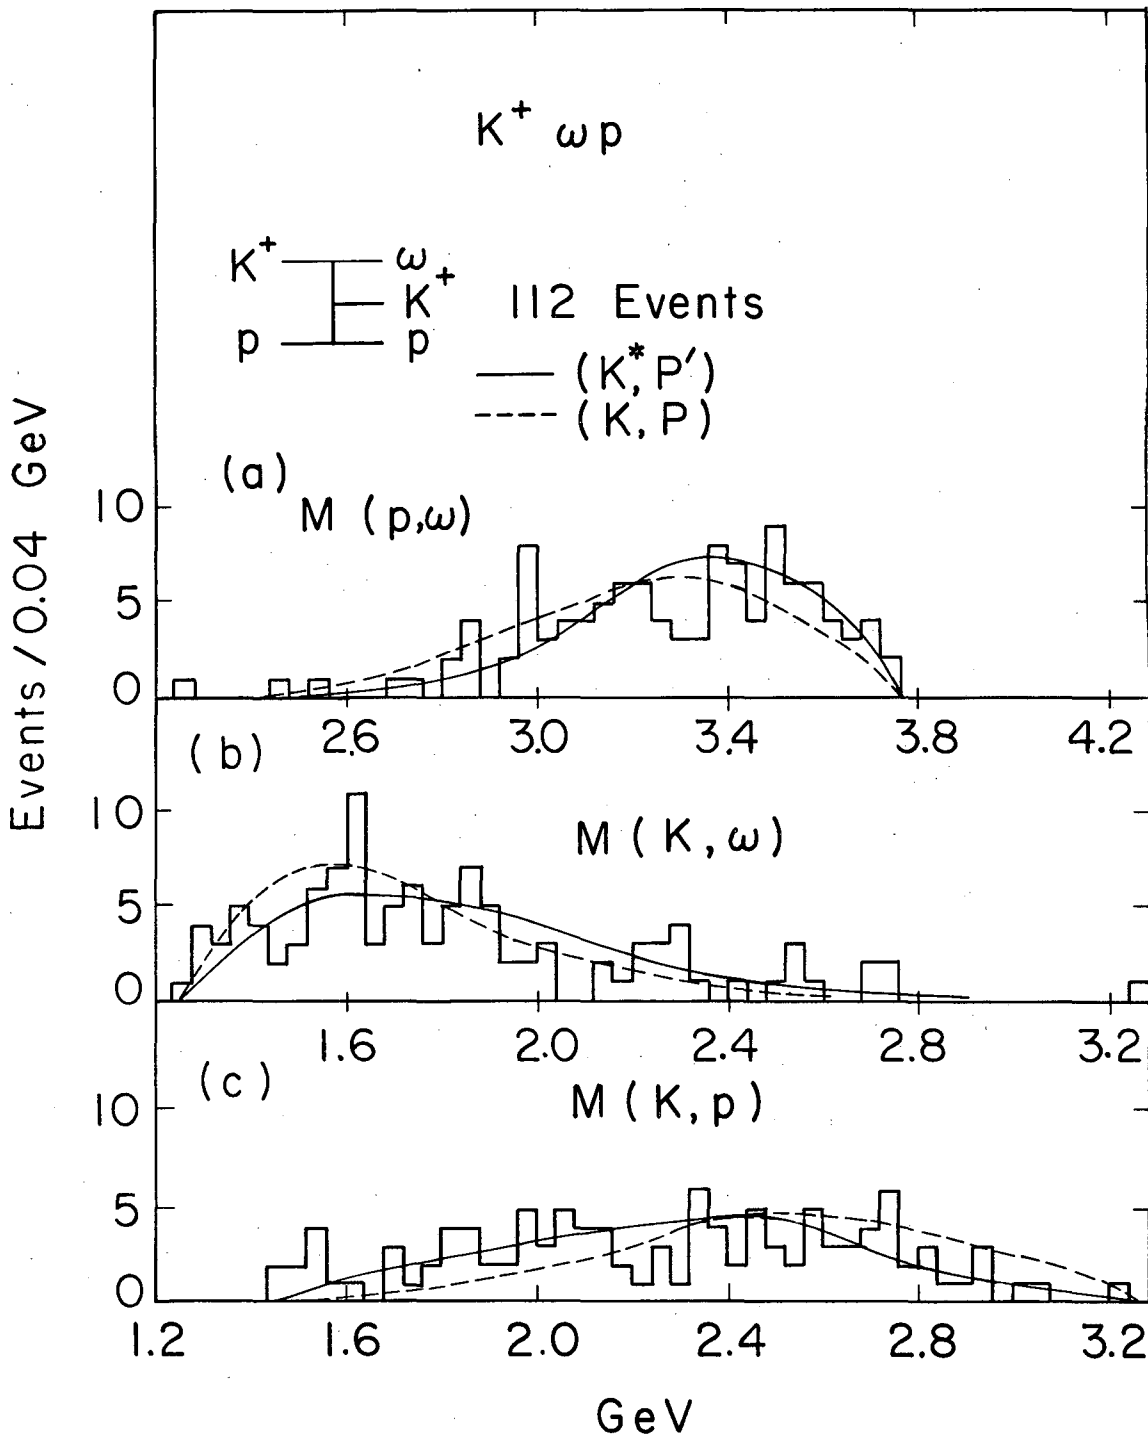 K⁺ ωp
K⁺ ω
K⁺
p p
112 Events
(K*, P′)
(K, P)
Events/0.04 GeV
(a)
M (p,ω)
10
5
0
2.6 3.0 3.4 3.8 4.2
(b)
M (K, ω)
10
5
0
1.6 2.0 2.4 2.8 3.2
(c)
M (K, p)
10
5
0
1.2 1.6 2.0 2.4 2.8 3.2
GeV